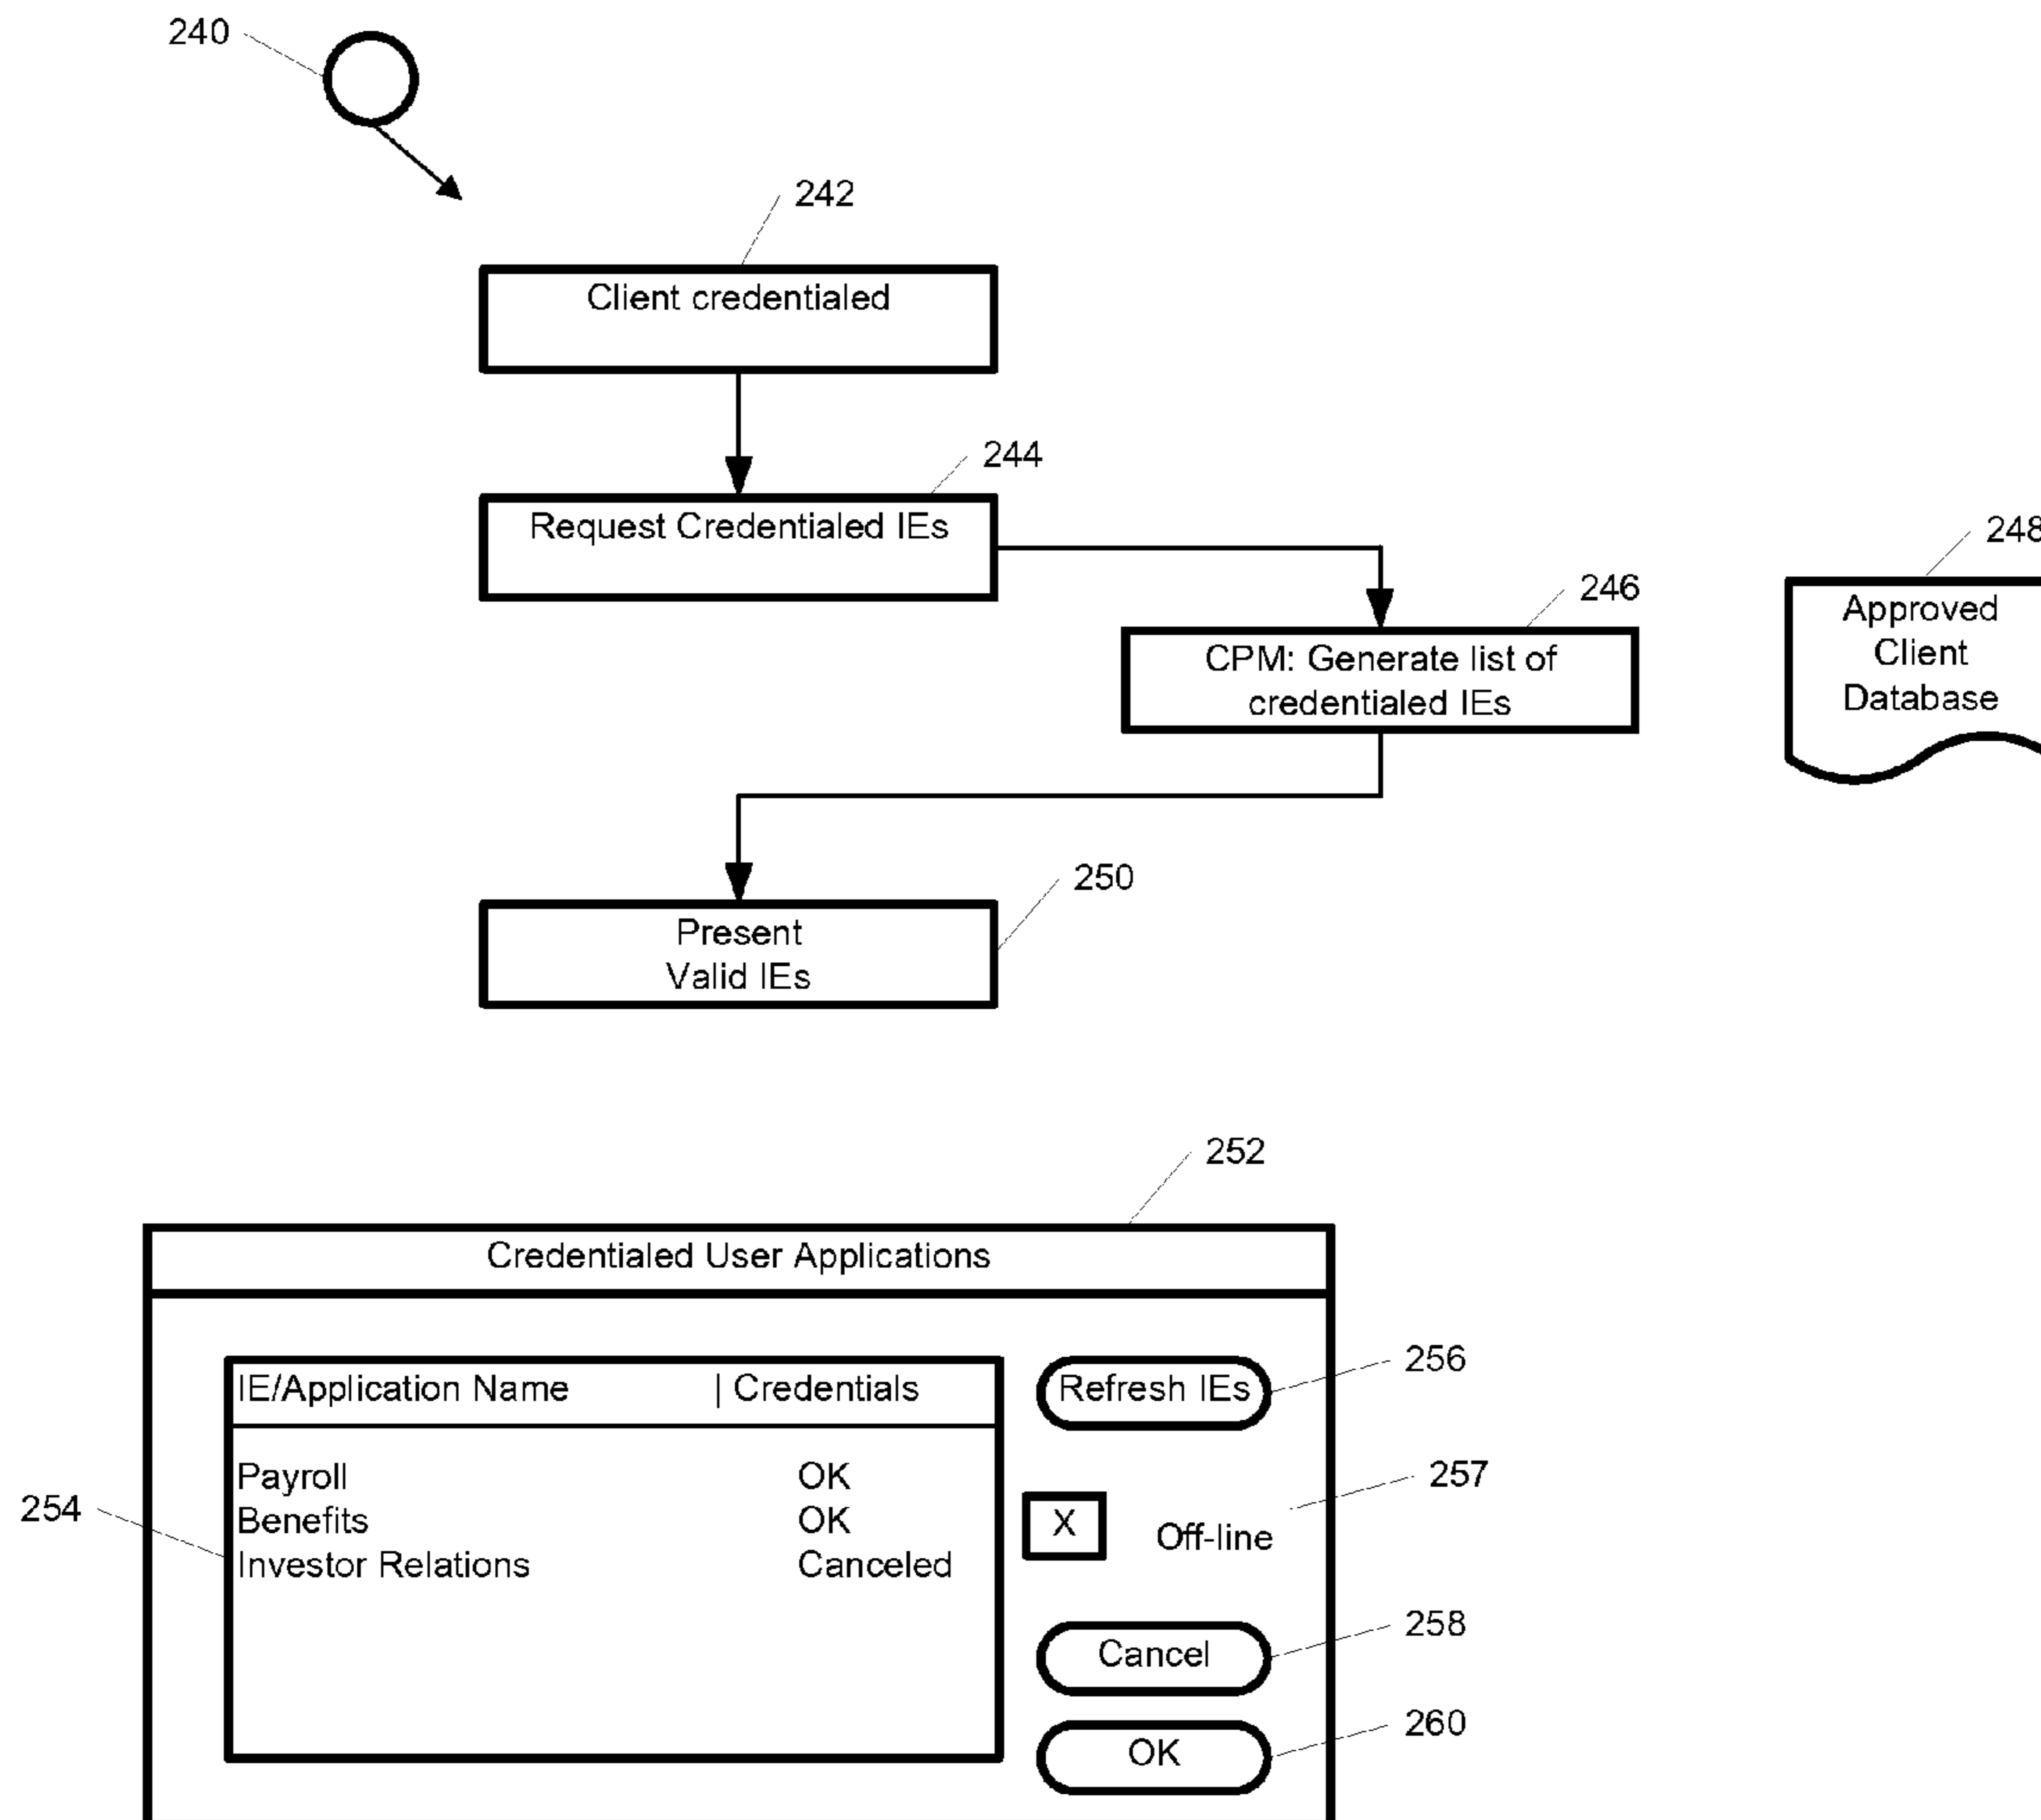 240
242
Client credentialed
244
Request Credentialed IEs
248
246
Approved
Client
Database
CPM: Generate list of
credentialed IEs
250
Present
Valid IEs
252
Credentialed User Applications
IE/Application Name | Credentials
Refresh IEs
256
Payroll OK
Benefits OK
Investor Relations Canceled
254
X
Off-line
257
Cancel
258
OK
260